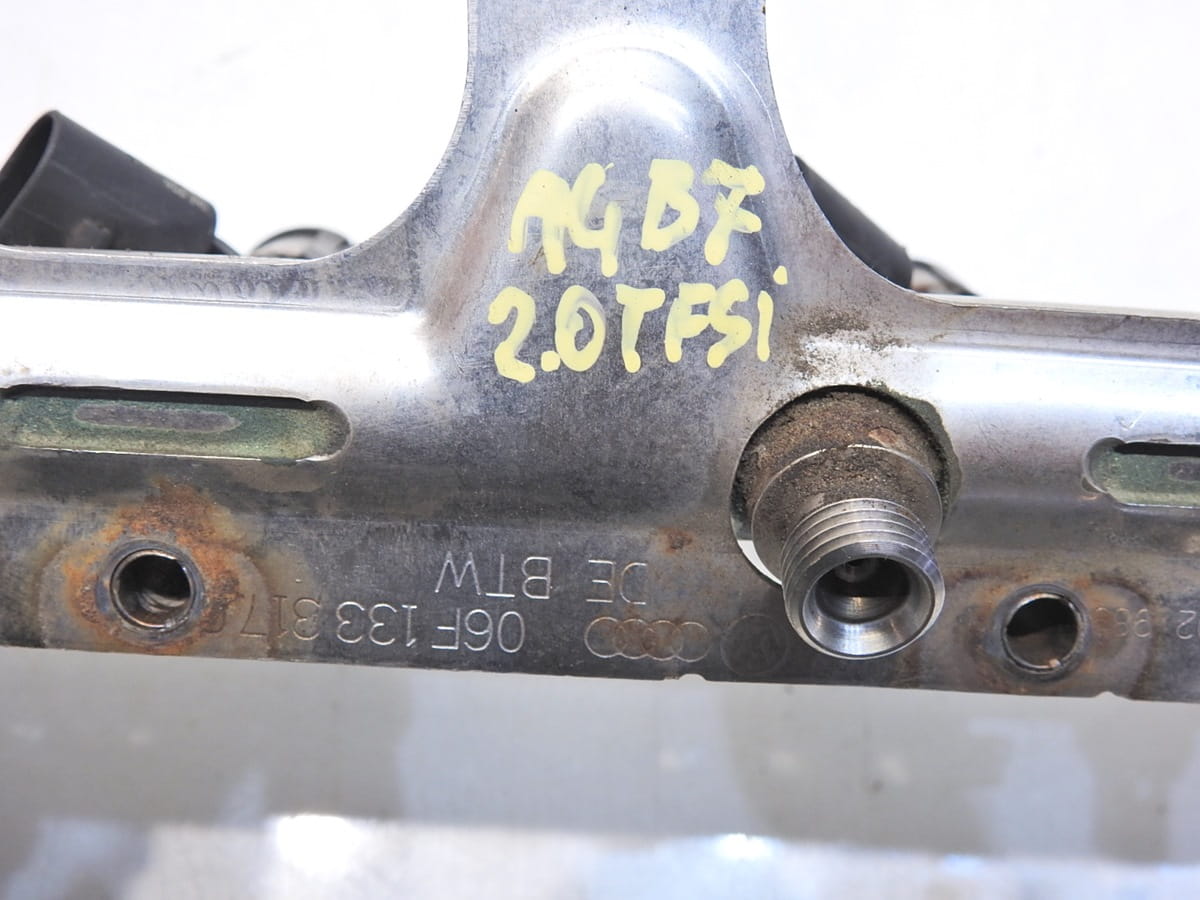 A4 B7
2.0TFSi
06F 133 317
DE BTW